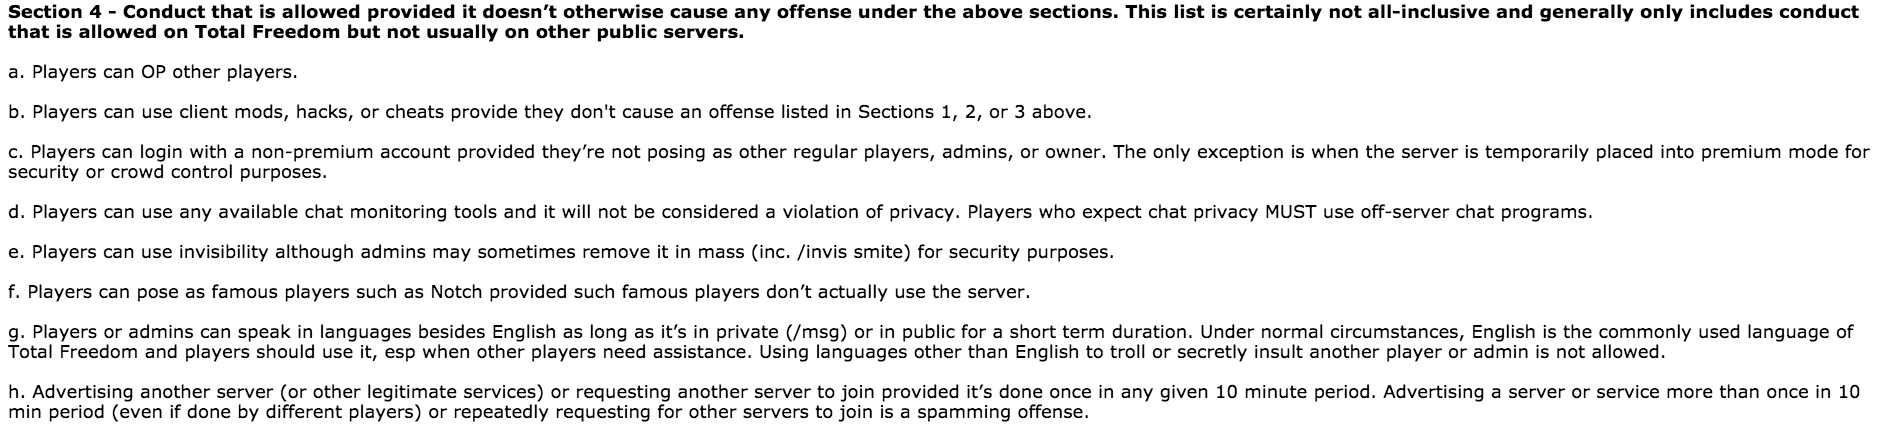 Section 4 - Conduct that is allowed provided it doesn’t otherwise cause any offense under the above sections. This list is certainly not all-inclusive and generally only includes conduct
that is allowed on Total Freedom but not usually on other public servers.
a. Players can OP other players.
b. Players can use client mods, hacks, or cheats provide they don't cause an offense listed in Sections 1, 2, or 3 above.
c. Players can login with a non-premium account provided they’re not posing as other regular players, admins, or owner. The only exception is when the server is temporarily placed into premium mode for
security or crowd control purposes.
d. Players can use any available chat monitoring tools and it will not be considered a violation of privacy. Players who expect chat privacy MUST use off-server chat programs.
e. Players can use invisibility although admins may sometimes remove it in mass (inc. /invis smite) for security purposes.
f. Players can pose as famous players such as Notch provided such famous players don’t actually use the server.
g. Players or admins can speak in languages besides English as long as it’s in private (/msg) or in public for a short term duration. Under normal circumstances, English is the commonly used language of
Total Freedom and players should use it, esp when other players need assistance. Using languages other than English to troll or secretly insult another player or admin is not allowed.
h. Advertising another server (or other legitimate services) or requesting another server to join provided it’s done once in any given 10 minute period. Advertising a server or service more than once in 10
min period (even if done by different players) or repeatedly requesting for other servers to join is a spamming offense.